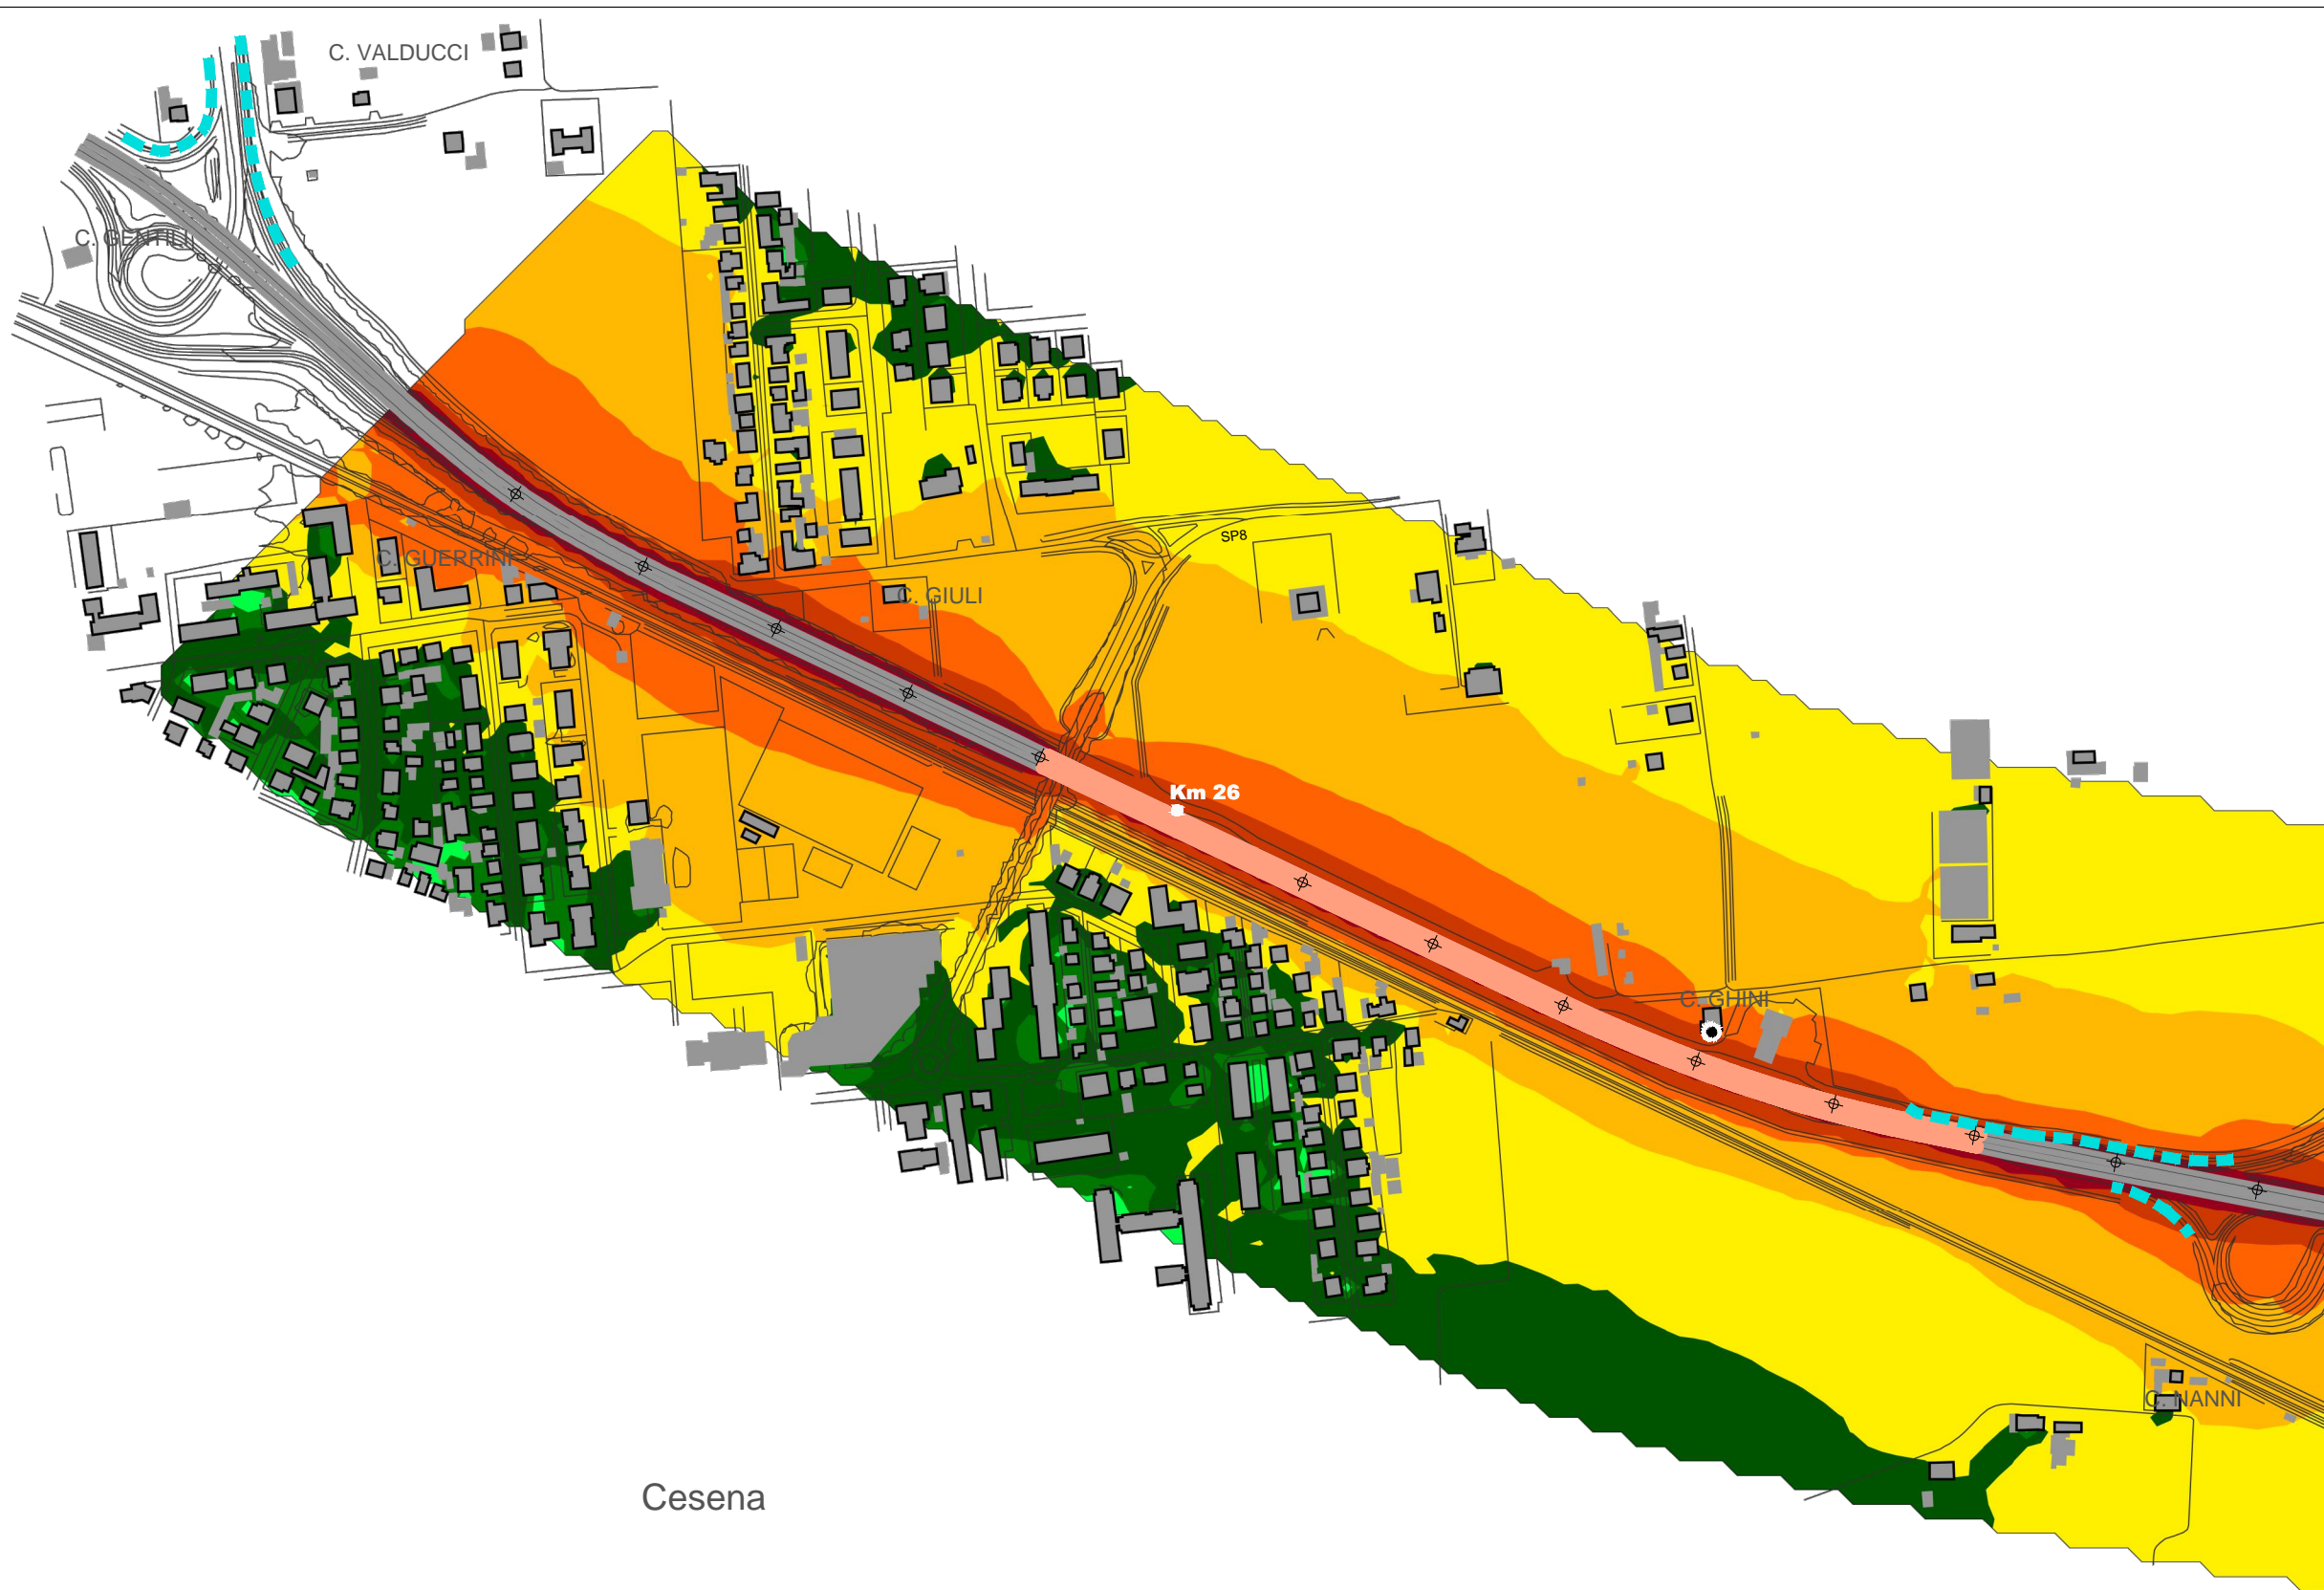 C. VALDUCCI
C. GENTILI
SP8
C. GUERRINI
C. GIULI
Km 26
C. GHINI
C. NANNI
Cesena